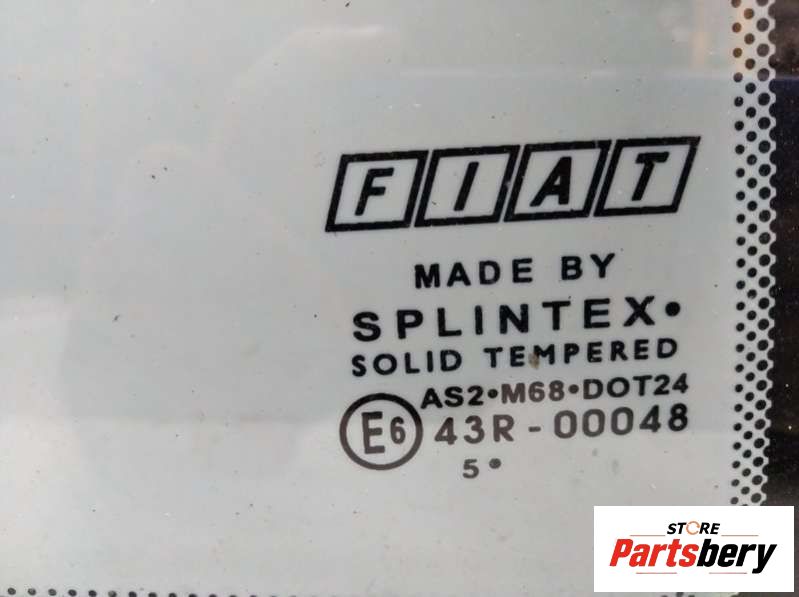 FIAT
MADE BY
SPLINTEX•
SOLID TEMPERED
AS2•M68•DOT24
E6 43R-00048
5•
STORE
Partsbery